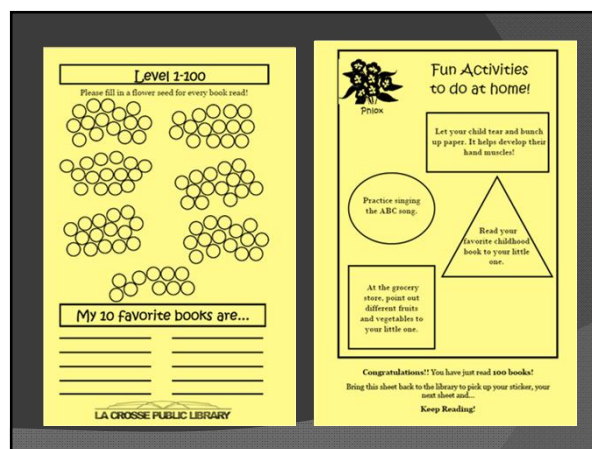 Level 1-100
Please fill in a flower seed for every book read!
My 10 favorite books are...
LA CROSSE PUBLIC LIBRARY
Phlox
Fun Activities
to do at home!
Let your child tear and bunch
up paper. It helps develop their
hand muscles!
Practice singing
the ABC song.
Read your
favorite childhood
book to your little
one.
At the grocery
store, point out
different fruits
and vegetables to
your little one.
Congratulations!! You have just read 100 books!
Bring this sheet back to the library to pick up your sticker, your
next sheet and...
Keep Reading!